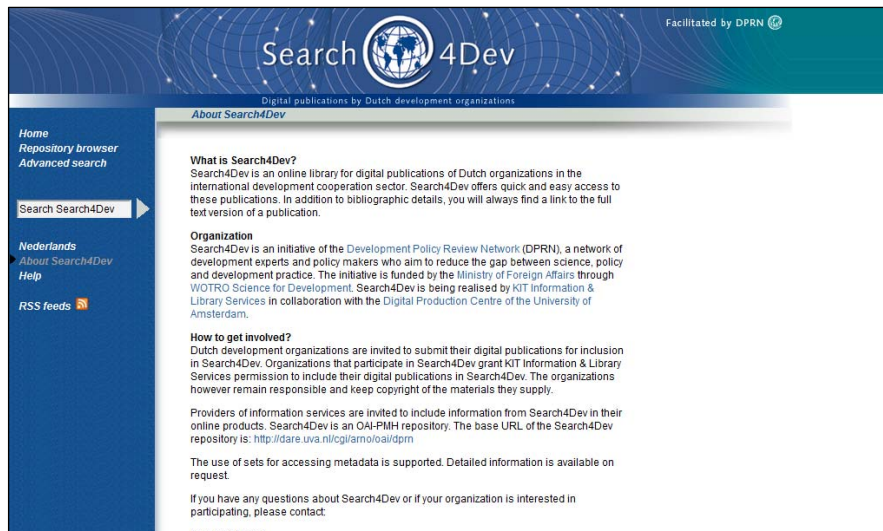 Facilitated by DPRN
Search 4Dev
Digital publications by Dutch development organizations
About Search4Dev
Home
Repository browser
Advanced search
Search Search4Dev
Nederlands
About Search4Dev
Help
RSS feeds
What is Search4Dev?
Search4Dev is an online library for digital publications of Dutch organizations in the
international development cooperation sector. Search4Dev offers quick and easy access to
these publications. In addition to bibliographic details, you will always find a link to the full
text version of a publication.
Organization
Search4Dev is an initiative of the Development Policy Review Network (DPRN), a network of
development experts and policy makers who aim to reduce the gap between science, policy
and development practice. The initiative is funded by the Ministry of Foreign Affairs through
WOTRO Science for Development. Search4Dev is being realised by KIT Information &
Library Services in collaboration with the Digital Production Centre of the University of
Amsterdam.
How to get involved?
Dutch development organizations are invited to submit their digital publications for inclusion
in Search4Dev. Organizations that participate in Search4Dev grant KIT Information & Library
Services permission to include their digital publications in Search4Dev. The organizations
however remain responsible and keep copyright of the materials they supply.
Providers of information services are invited to include information from Search4Dev in their
online products. Search4Dev is an OAI-PMH repository. The base URL of the Search4Dev
repository is: http://dare.uva.nl/cgi/arno/oai/dprn
The use of sets for accessing metadata is supported. Detailed information is available on
request.
If you have any questions about Search4Dev or if your organization is interested in
participating, please contact: